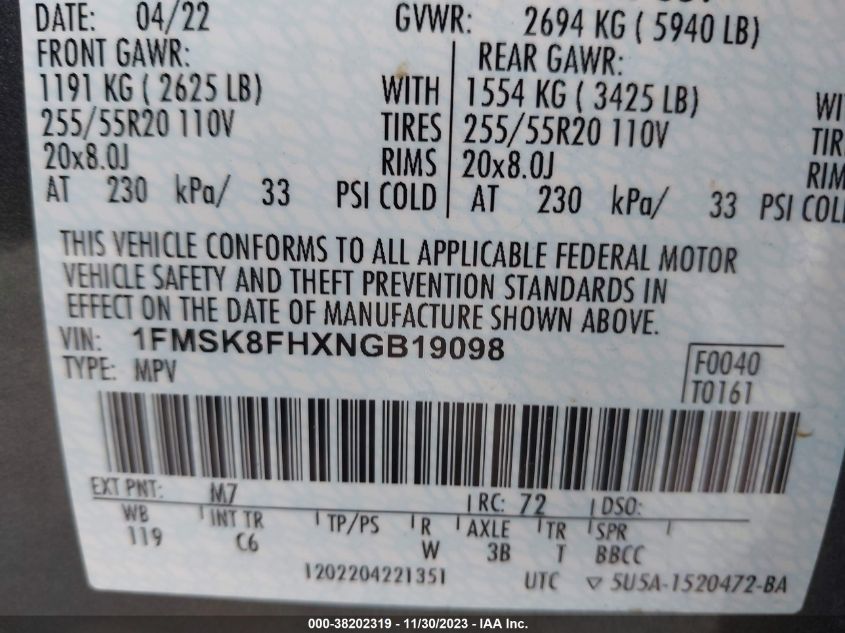 DATE: 04/22 GVWR: 2694 KG ( 5940 LB)
FRONT GAWR: REAR GAWR:
1191 KG ( 2625 LB) WITH 1554 KG ( 3425 LB)
255/55R20 110V TIRES 255/55R20 110V
20x8.0J RIMS 20x8.0J
AT 230 kPa/ 33 PSI COLD AT 230 kPa/ 33 PSI
THIS VEHICLE CONFORMS TO ALL APPLICABLE FEDERAL MOTOR
VEHICLE SAFETY AND THEFT PREVENTION STANDARDS IN
EFFECT ON THE DATE OF MANUFACTURE SHOWN ABOVE.
VIN: 1FMSK8FHXNGB19098
TYPE: MPV F0040
T0161
EXT PNT: M7 RC: 72 DSO:
WB INT TR TP/PS R AXLE TR SPR
119 C6 W 3B T BBCC
1202204221351 UTC ▽ 5U5A-1520472-BA
000-38202319 - 11/30/2023 - IAA Inc.